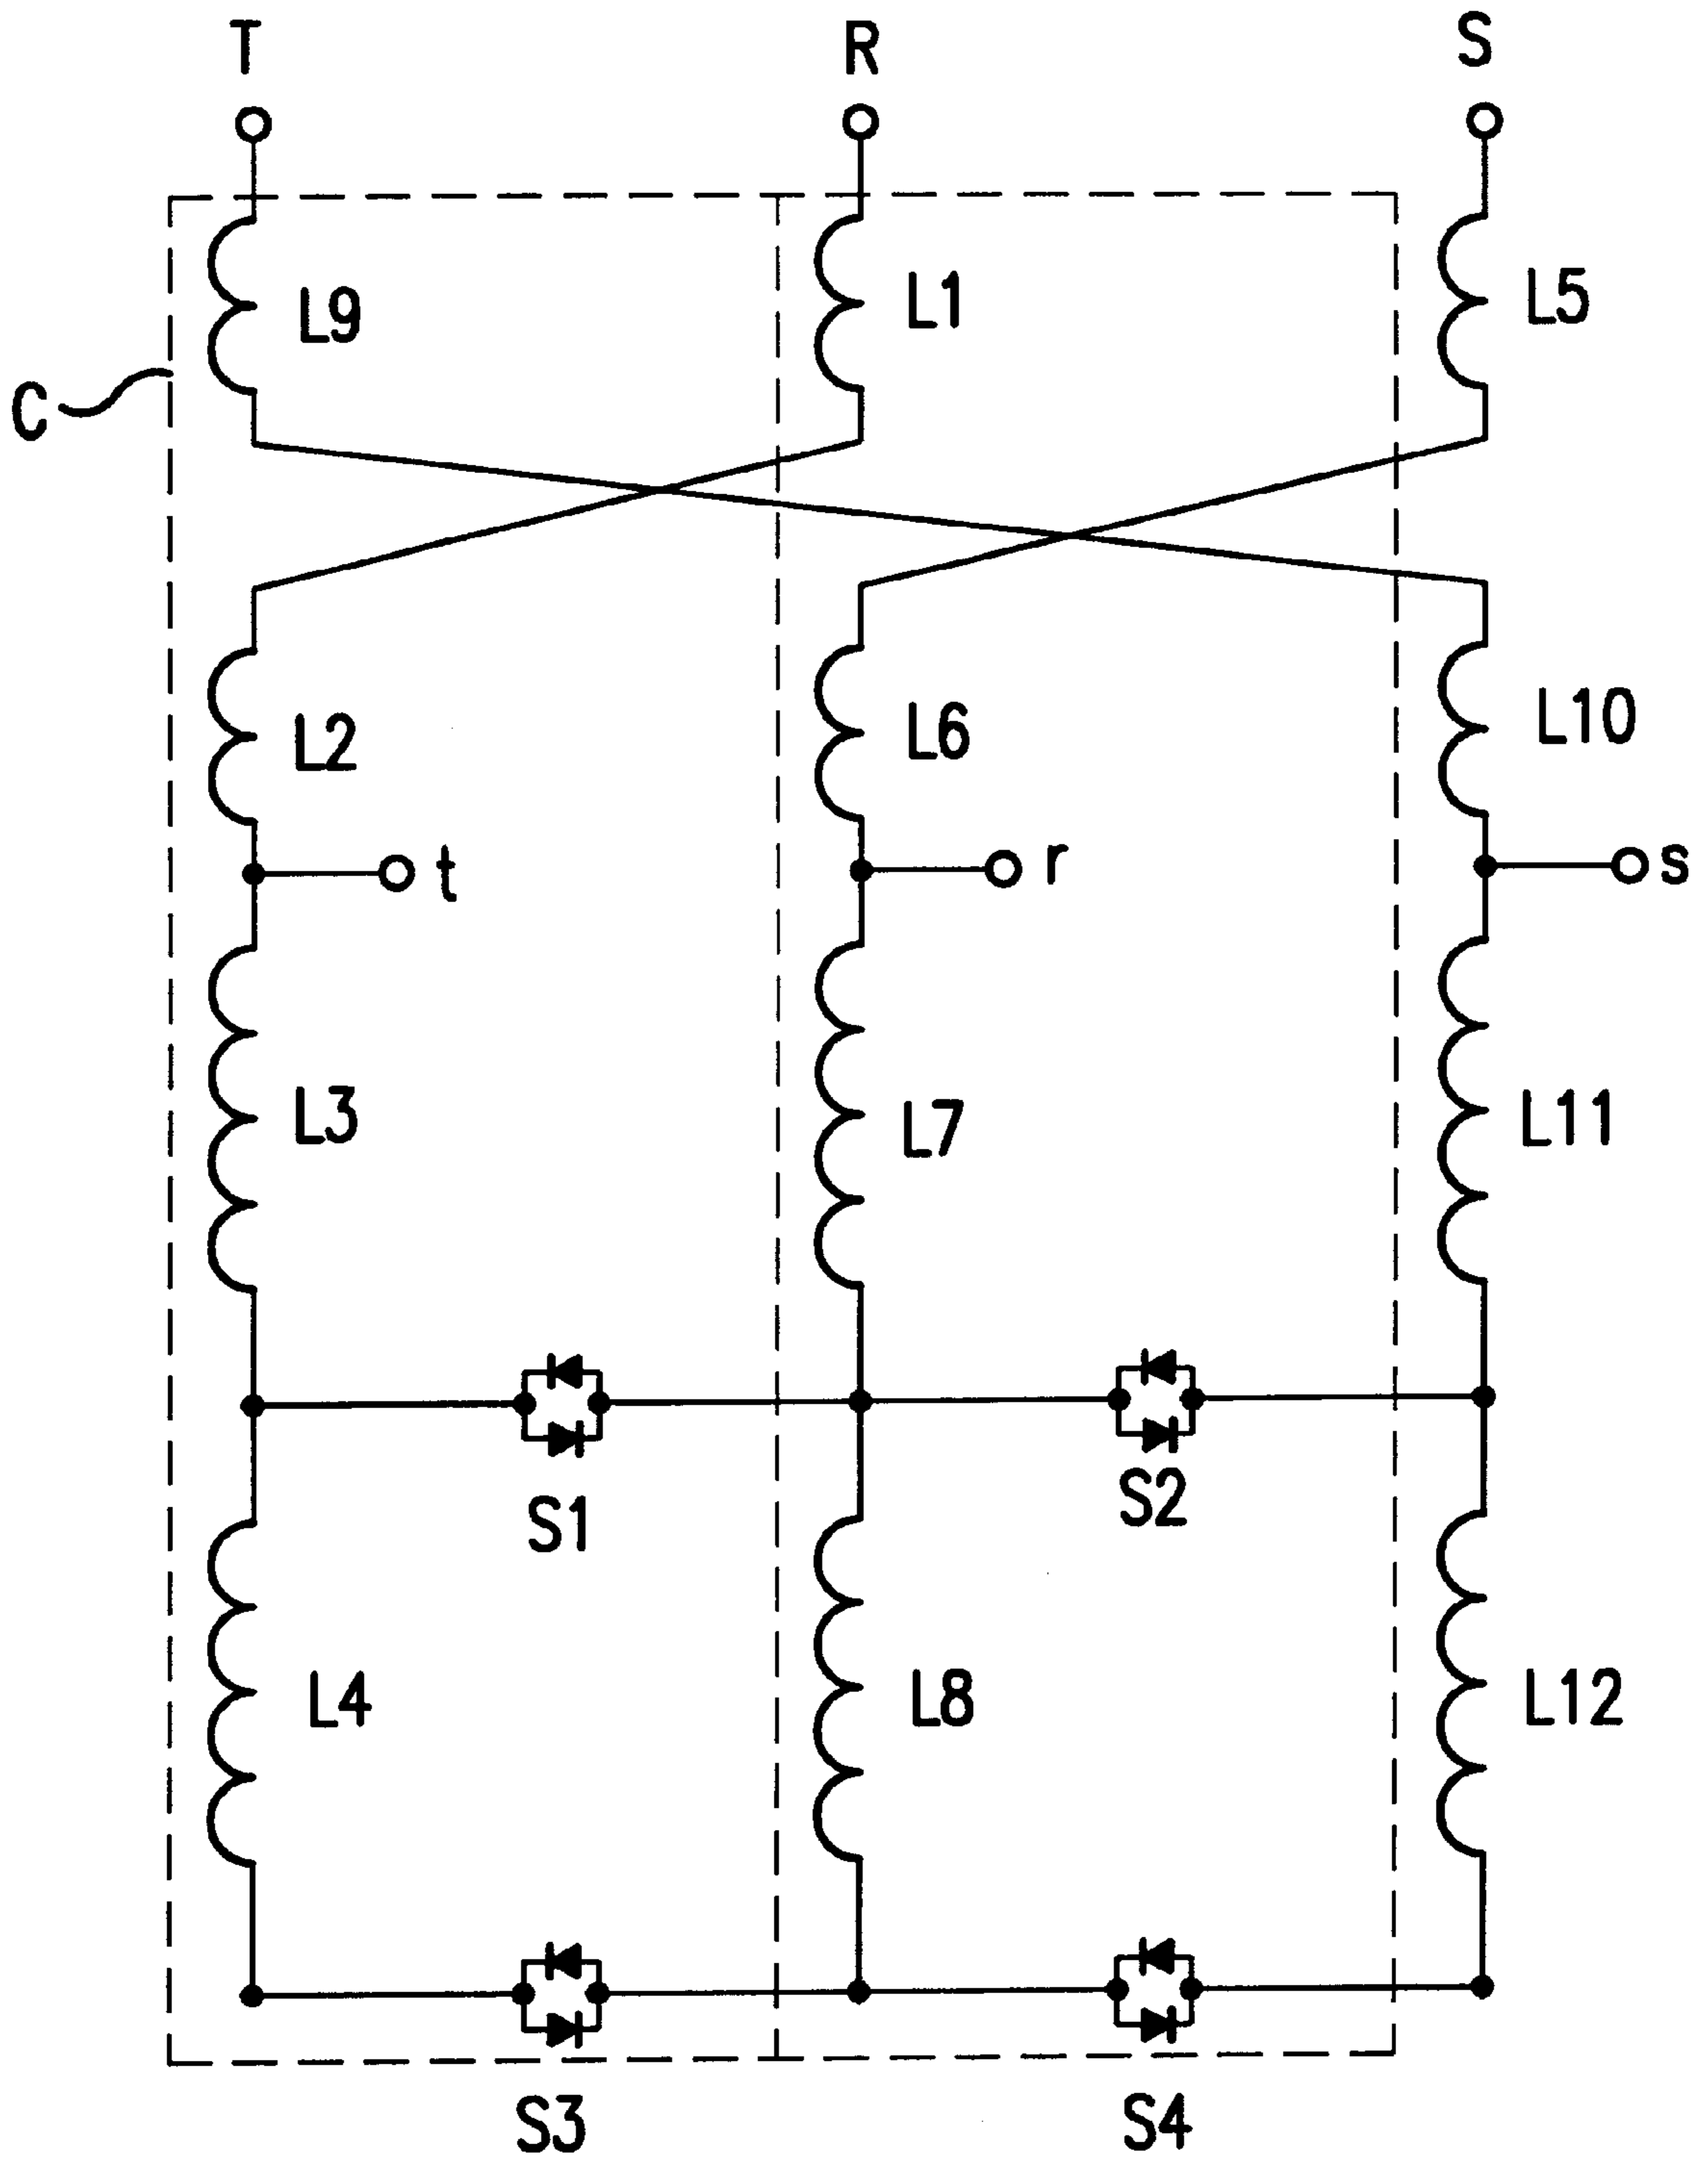 T R S
L9 L1 L5
C
L2 L6 L10
t r s
L3 L7 L11
S1 S2
L4 L8 L12
S3 S4